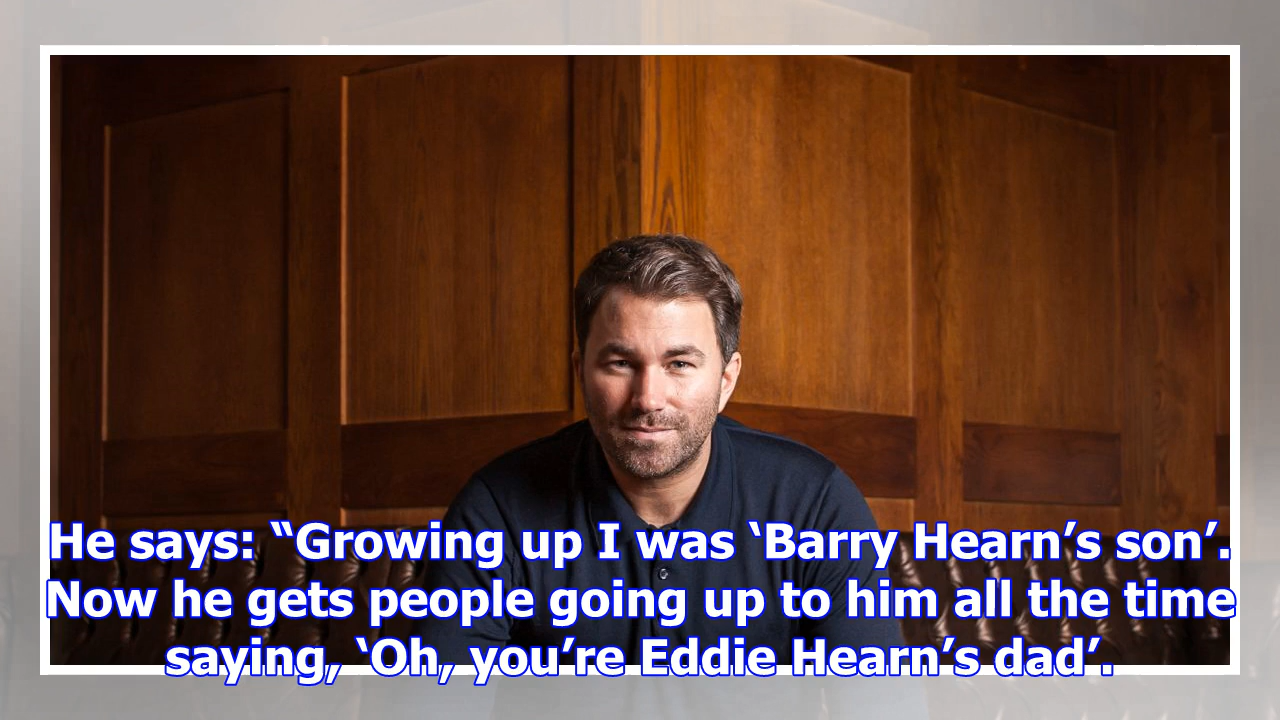 He says: “Growing up I was ‘Barry Hearn’s son’.
Now he gets people going up to him all the time
saying, ‘Oh, you’re Eddie Hearn’s dad’.